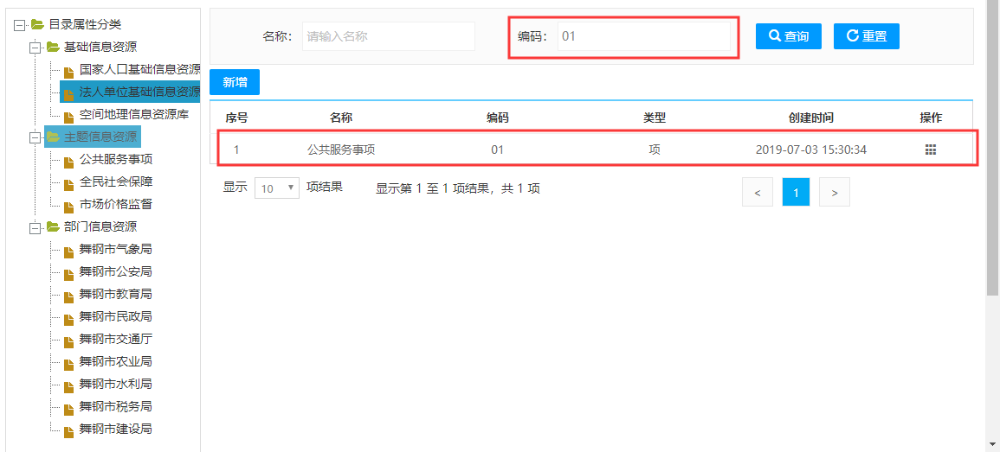 目录属性分类
基础信息资源
国家人口基础信息资源
法人单位基础信息资源
空间地理信息资源库
主题信息资源
公共服务事项
全民社会保障
市场价格监督
部门信息资源
舞钢市气象局
舞钢市公安局
舞钢市教育局
舞钢市民政局
舞钢市交通厅
舞钢市农业局
舞钢市水利局
舞钢市税务局
舞钢市建设局
名称： 请输入名称 编码： 01 查询 重置
新增
序号 名称 编码 类型 创建时间 操作
1 公共服务事项 01 项 2019-07-03 15:30:34
显示 10 项结果 显示第 1 至 1 项结果，共 1 项 < 1 >